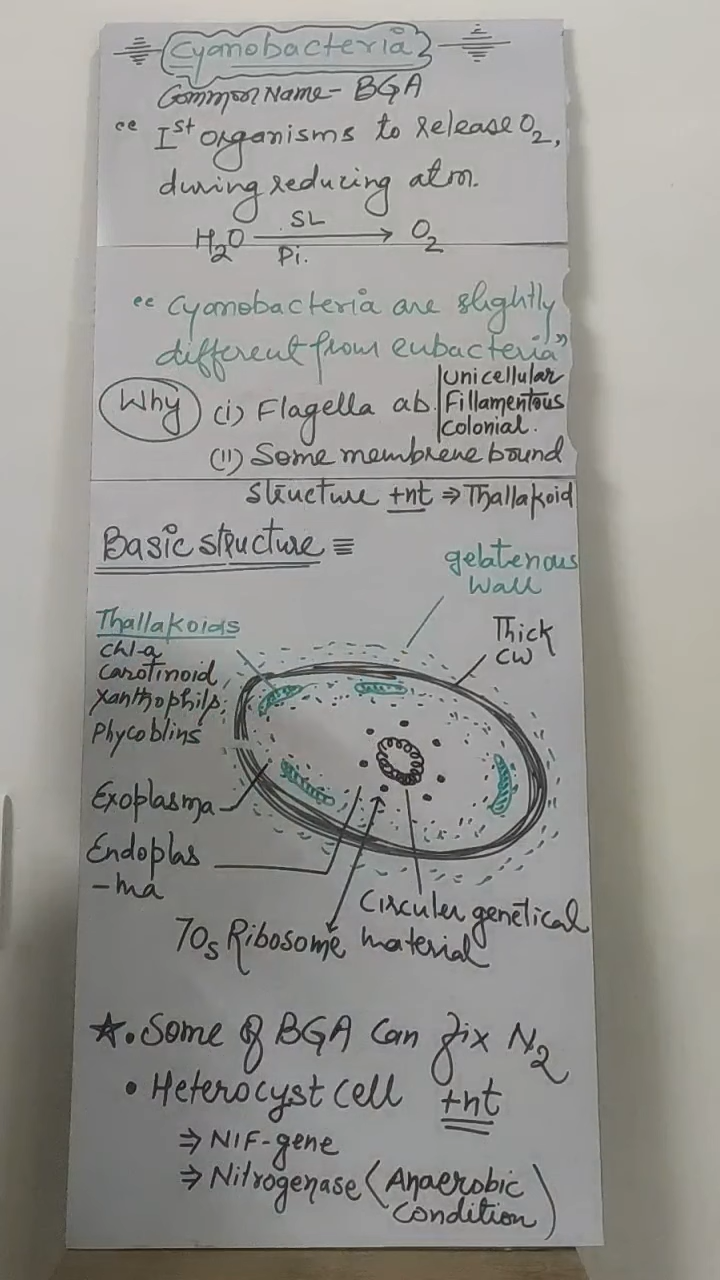 Cyanobacteria
Common Name - BGA
“ Ist organisms to release O2,
during reducing atm.
H2O SL Pi. → O2
“ Cyanobacteria are slightly
different from eubacteria”
Why (i) Flagella ab. Unicellular
Fillamentous
Colonial.
(ii) Some membrene bound
structure +nt ⇒ Thallakoid
Basic structure ≡
gelatenous
wall
Thallakoids
chl-a
Carotinoid,
Xanthophilp,
Phycoblins
Thick
CW
Exoplasma
Endoplas
-ma
70s Ribosome
Circular genetical
material
☆. Some of BGA Can fix N2
• Heterocyst cell +nt
⇒ NIF-gene
⇒ Nitrogenase (Anaerobic
Condition)